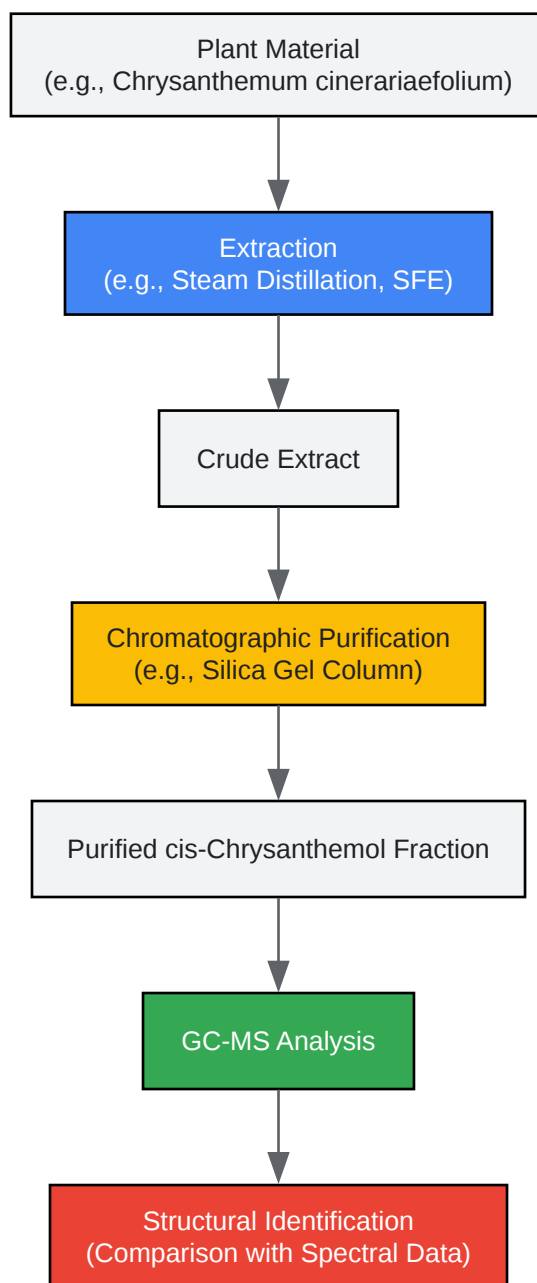 Plant Material
(e.g., Chrysanthemum cinerariaefolium)
Extraction
(e.g., Steam Distillation, SFE)
Crude Extract
Chromatographic Purification
(e.g., Silica Gel Column)
Purified cis-Chrysanthemol Fraction
GC-MS Analysis
Structural Identification
(Comparison with Spectral Data)